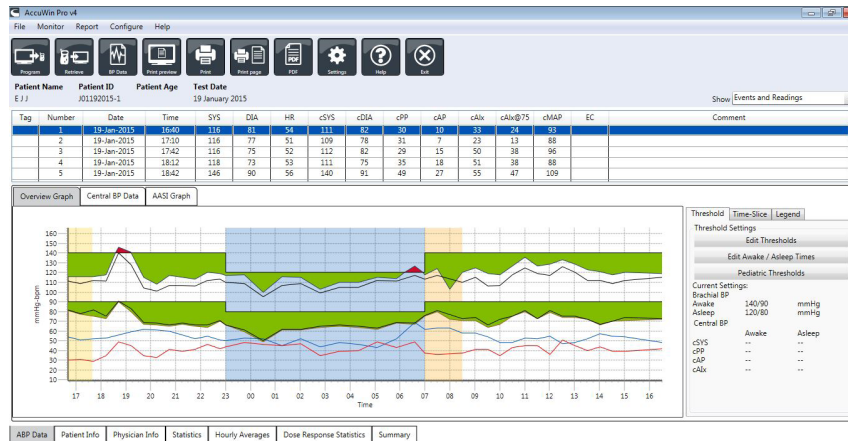 AccuWin Pro v4
File Monitor Report Configure Help
Program Retrieve BP Data Print preview Print Print page PDF Settings Help Exit
Patient Name Patient ID Patient Age Test Date
E J J J01192015-1 19 January 2015
Show Events and Readings
Tag Number Date Time SYS DIA HR cSYS cDIA cPP cAP cAIx cAIx@75 cMAP EC Comment
1 19-Jan-2015 16:40 116 81 54 111 82 30 10 33 24 93
2 19-Jan-2015 17:10 116 77 51 109 78 31 7 23 13 88
3 19-Jan-2015 17:42 116 75 52 112 82 29 15 50 38 96
4 19-Jan-2015 18:12 118 73 53 111 75 35 18 51 38 88
5 19-Jan-2015 18:42 146 90 56 140 91 49 27 55 47 109
Overview Graph Central BP Data AASI Graph
160
150
140
130
120
110
100
90
80
70
60
50
40
30
20
10
mmHg-bpm
17 18 19 20 21 22 23 00 01 02 03 04 05 06 07 08 09 10 11 12 13 14 15 16
Time
Threshold Time-Slice Legend
Threshold Settings
Edit Thresholds
Edit Awake / Asleep Times
Pediatric Thresholds
Current Settings:
Brachial BP
Awake 140/90 mmHg
Asleep 120/80 mmHg
Central BP
Awake Asleep
cSYS -- --
cPP -- --
cAP -- --
cAIx -- --
ABP Data Patient Info Physician Info Statistics Hourly Averages Dose Response Statistics Summary